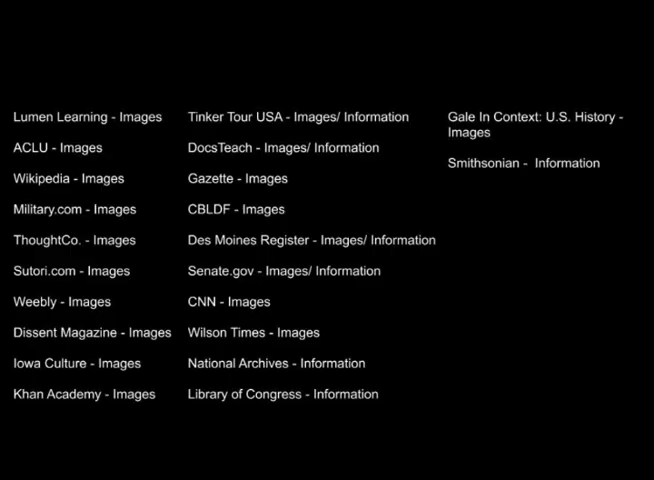 Lumen Learning - Images
ACLU - Images
Wikipedia - Images
Military.com - Images
ThoughtCo. - Images
Sutori.com - Images
Weebly - Images
Dissent Magazine - Images
Iowa Culture - Images
Khan Academy - Images
Tinker Tour USA - Images/ Information
DocsTeach - Images/ Information
Gazette - Images
CBLDF - Images
Des Moines Register - Images/ Information
Senate.gov - Images/ Information
CNN - Images
Wilson Times - Images
National Archives - Information
Library of Congress - Information
Gale In Context: U.S. History -
Images
Smithsonian -  Information